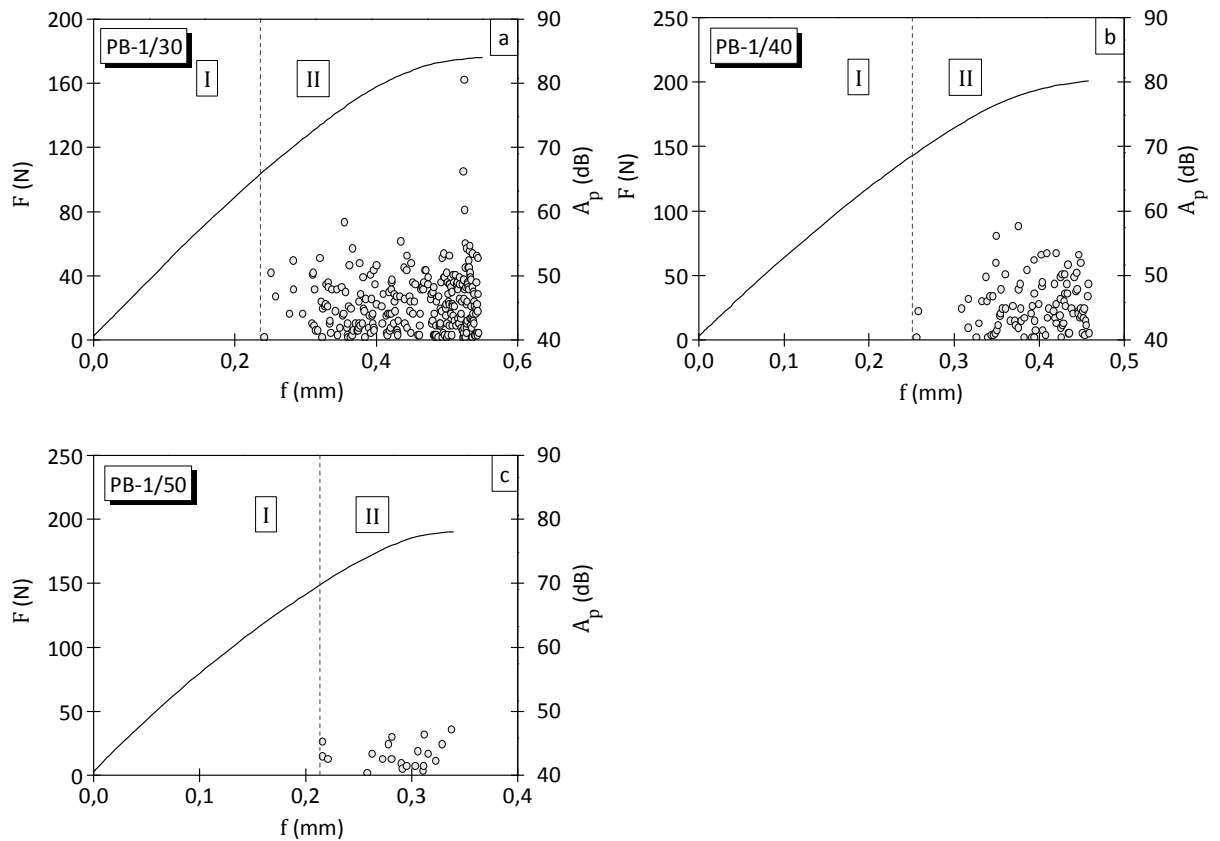 PB-1/30
a
I
II
F (N)
200
160
120
80
40
0
A_p (dB)
90
80
70
60
50
40
0,0 0,2 0,4 0,6
f (mm)
PB-1/40
b
I
II
F (N)
250
200
150
100
50
0
A_p (dB)
90
80
70
60
50
40
0,0 0,1 0,2 0,3 0,4 0,5
f (mm)
PB-1/50
c
I
II
F (N)
250
200
150
100
50
0
A_p (dB)
90
80
70
60
50
40
0,0 0,1 0,2 0,3 0,4
f (mm)